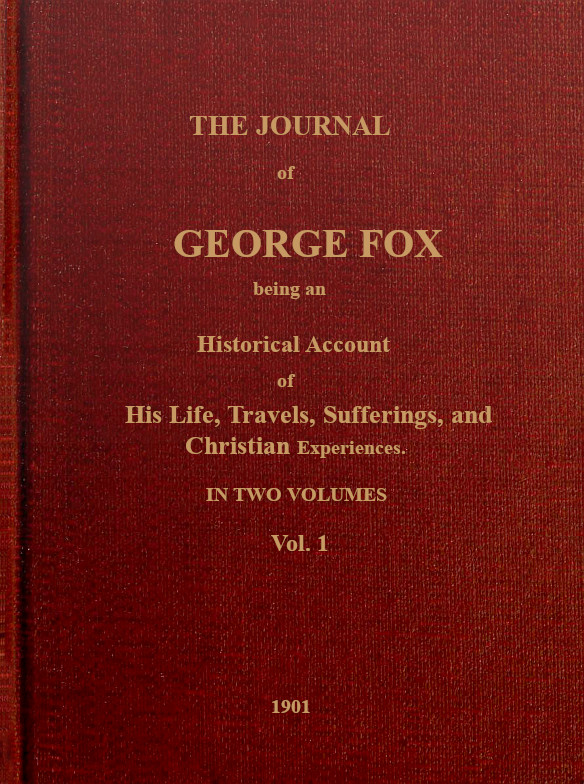 THE JOURNAL
of
GEORGE FOX
being an
Historical Account
of
His Life, Travels, Sufferings, and
Christian Experiences.
IN TWO VOLUMES
Vol. 1
1901